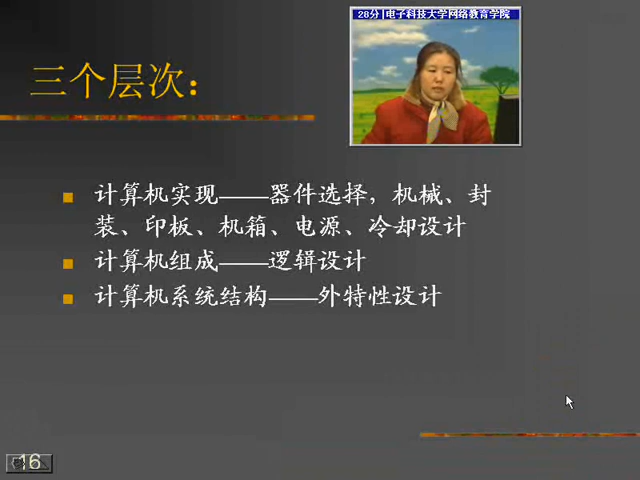 28分|电子科技大学网络教育学院
三个层次：
■ 计算机实现——器件选择，机械、封
装、印板、机箱、电源、冷却设计
■ 计算机组成——逻辑设计
■ 计算机系统结构——外特性设计
16